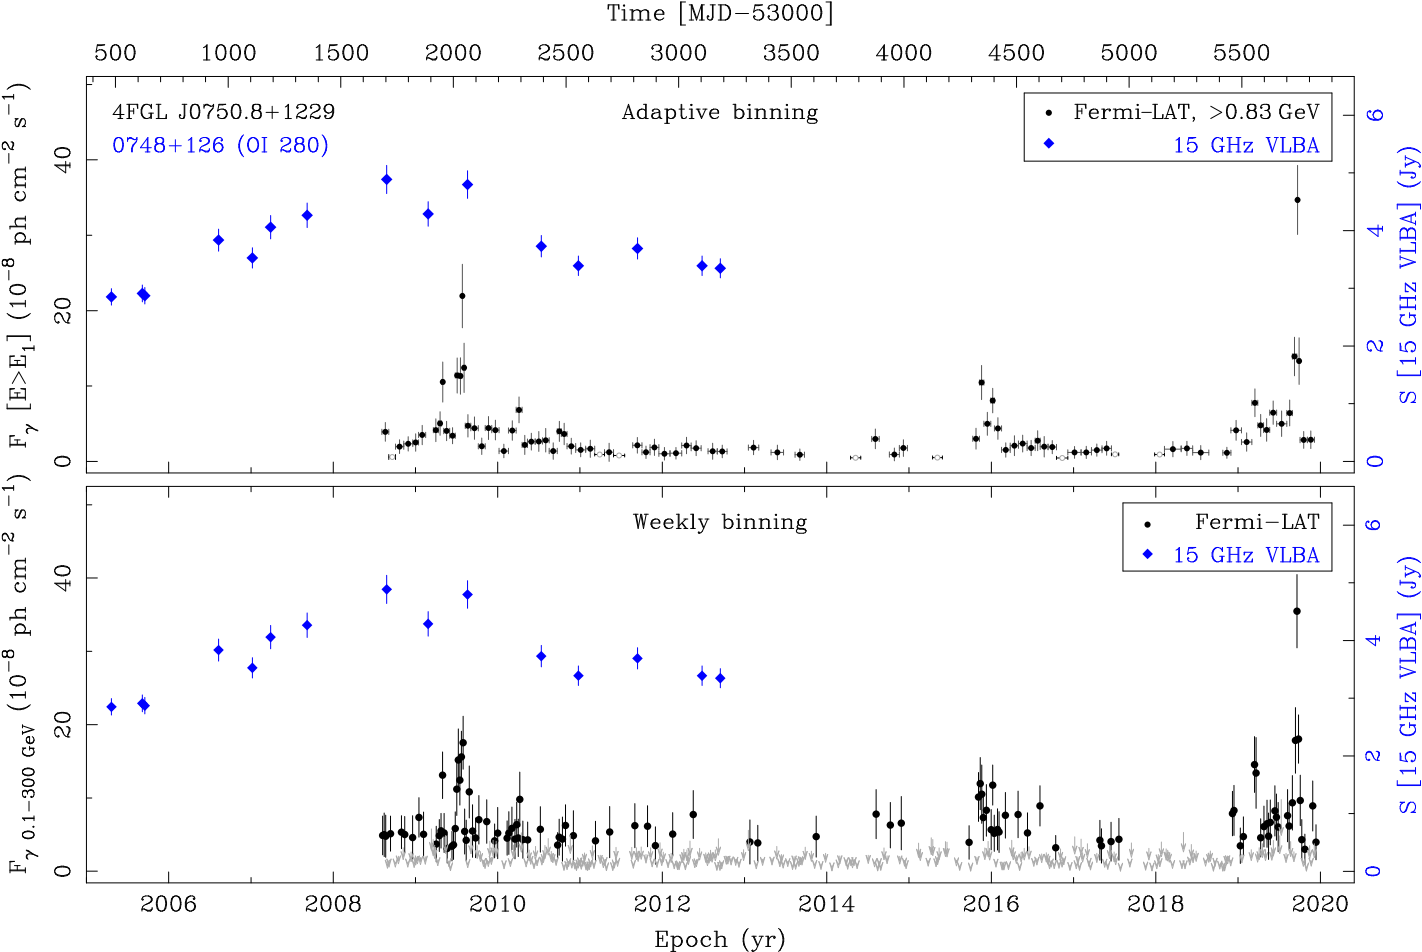 Time [MJD−53000]
500 1000 1500 2000 2500 3000 3500 4000 4500 5000 5500
4FGL J0750.8+1229
0748+126 (OI 280)
Adaptive binning
Fermi−LAT, >0.83 GeV
15 GHz VLBA
F_γ [E>E_1] (10^−8 ph cm^−2 s^−1)
40
20
0
S [15 GHz VLBA] (Jy)
6
4
2
0
Weekly binning
Fermi−LAT
15 GHz VLBA
F_γ 0.1−300 GeV (10^−8 ph cm^−2 s^−1)
40
20
0
S [15 GHz VLBA] (Jy)
6
4
2
0
2006 2008 2010 2012 2014 2016 2018 2020
Epoch (yr)